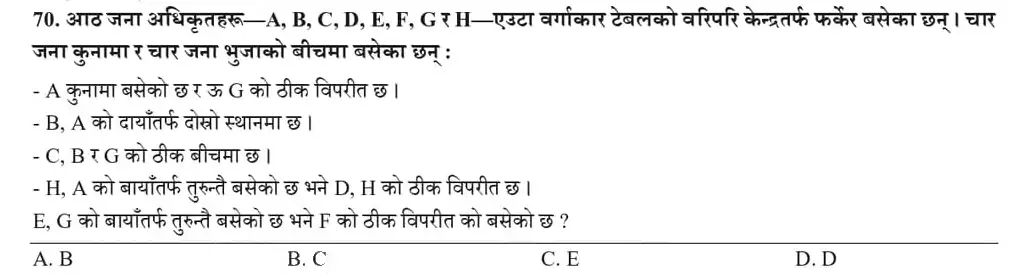 70. आठ जना अधिकृतहरू—A, B, C, D, E, F, G र H—एउटा वर्गाकार टेबलको वरिपरि केन्द्रतर्फ फर्केर बसेका छन्। चार
जना कुनामा र चार जना भुजाको बीचमा बसेका छन् :
- A कुनामा बसेको छ र ऊ G को ठीक विपरीत छ।
- B, A को दायाँतर्फ दोस्रो स्थानमा छ।
- C, B र G को ठीक बीचमा छ।
- H, A को बायाँतर्फ तुरुन्तै बसेको छ भने D, H को ठीक विपरीत छ।
E, G को बायाँतर्फ तुरुन्तै बसेको छ भने F को ठीक विपरीत को बसेको छ ?
A. B B. C C. E D. D